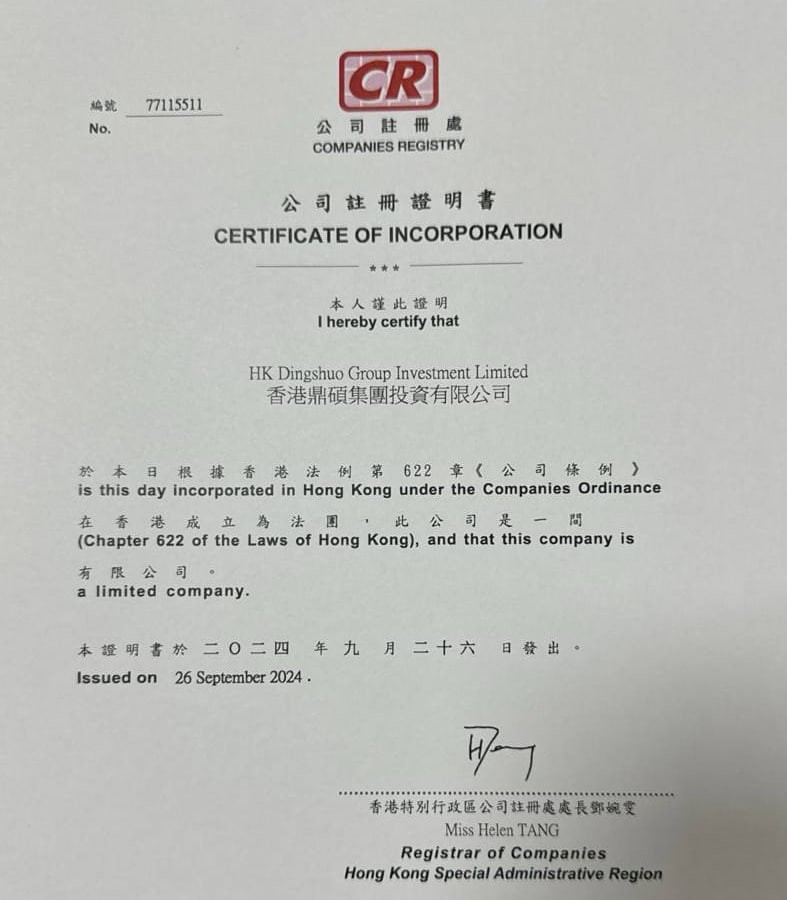 CR
編號 77115511
No.
公司註冊處
COMPANIES REGISTRY
公司註冊證明書
CERTIFICATE OF INCORPORATION
***
本人謹此證明
I hereby certify that
HK Dingshuo Group Investment Limited
香港鼎碩集團投資有限公司
於本日根據香港法例第622章《公司條例》
is this day incorporated in Hong Kong under the Companies Ordinance
在香港成立為法團，此公司是一間
(Chapter 622 of the Laws of Hong Kong), and that this company is
有限公司。
a limited company.
本證明書於二〇二四年九月二十六日發出。
Issued on 26 September 2024.
香港特別行政區公司註冊處處長鄧婉雯
Miss Helen TANG
Registrar of Companies
Hong Kong Special Administrative Region